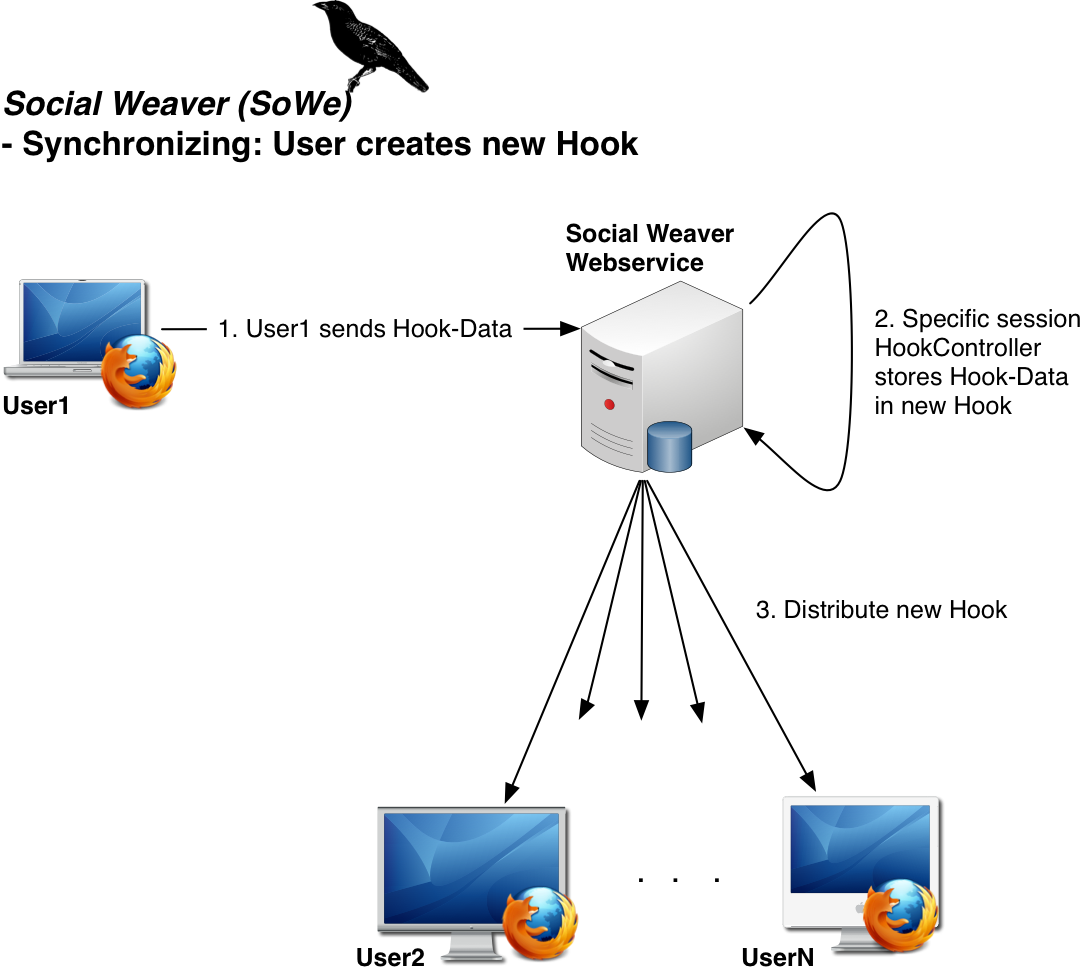 Social Weaver (SoWe)
- Synchronizing: User creates new Hook
Social Weaver
Webservice
1. User1 sends Hook-Data
2. Specific session
HookController
stores Hook-Data
in new Hook
User1
3. Distribute new Hook
. . .
User2
UserN